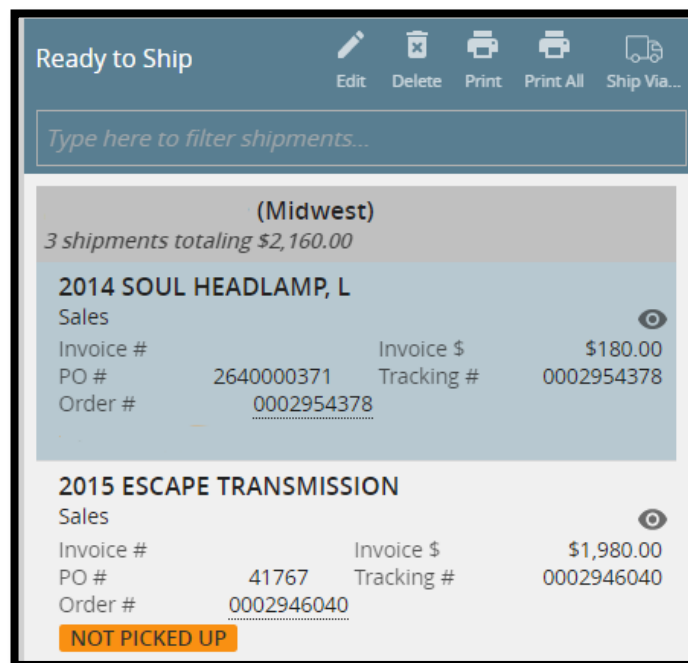 Ready to Ship
Edit Delete Print Print All Ship Via...
Type here to filter shipments...
(Midwest)
3 shipments totaling $2,160.00
2014 SOUL HEADLAMP, L
Sales
Invoice # Invoice $ $180.00
PO # 2640000371 Tracking # 0002954378
Order # 0002954378
2015 ESCAPE TRANSMISSION
Sales
Invoice # Invoice $ $1,980.00
PO # 41767 Tracking # 0002946040
Order # 0002946040
NOT PICKED UP